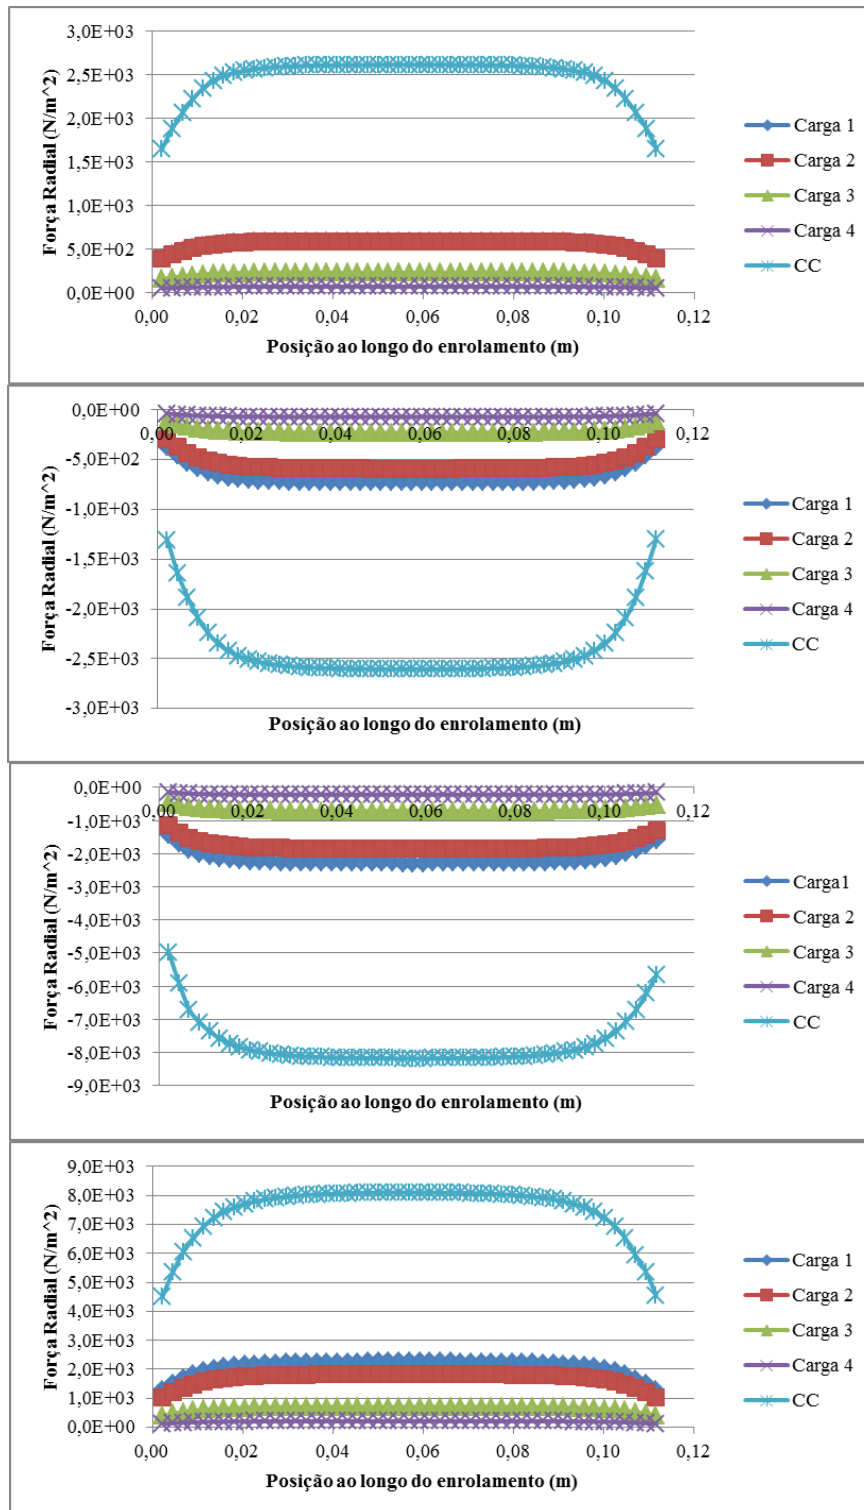 3,0E+03
2,5E+03
2,0E+03
1,5E+03
1,0E+03
5,0E+02
0,0E+00
Força Radial (N/m^2)
0,00 0,02 0,04 0,06 0,08 0,10 0,12
Posição ao longo do enrolamento (m)
Carga 1
Carga 2
Carga 3
Carga 4
CC
0,0E+00
-5,0E+02
-1,0E+03
-1,5E+03
-2,0E+03
-2,5E+03
-3,0E+03
Força Radial (N/m^2)
0,00 0,02 0,04 0,06 0,08 0,10 0,12
Posição ao longo do enrolamento (m)
Carga 1
Carga 2
Carga 3
Carga 4
CC
0,0E+00
-1,0E+03
-2,0E+03
-3,0E+03
-4,0E+03
-5,0E+03
-6,0E+03
-7,0E+03
-8,0E+03
-9,0E+03
Força Radial (N/m^2)
0,00 0,02 0,04 0,06 0,08 0,10 0,12
Posição ao longo do enrolamento (m)
Carga1
Carga 2
Carga 3
Carga 4
CC
9,0E+03
8,0E+03
7,0E+03
6,0E+03
5,0E+03
4,0E+03
3,0E+03
2,0E+03
1,0E+03
0,0E+00
Força Radial (N/m^2)
0,00 0,02 0,04 0,06 0,08 0,10 0,12
Posição ao longo do enrolamento (m)
Carga 1
Carga 2
Carga 3
Carga 4
CC